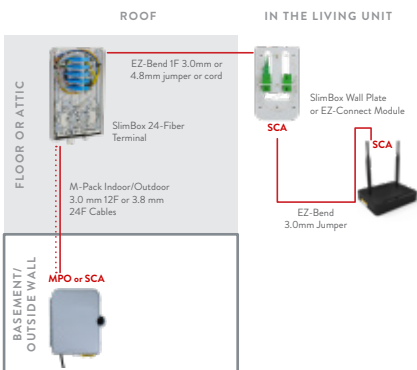 ROOF
IN THE LIVING UNIT
FLOOR OR ATTIC
EZ-Bend 1F 3.0mm or
4.8mm jumper or cord
SlimBox 24-Fiber
Terminal
SCA
SlimBox Wall Plate
or EZ-Connect Module
SCA
EZ-Bend
3.0mm Jumper
M-Pack Indoor/Outdoor
3.0 mm 12F or 3.8 mm
24F Cables
BASEMENT/
OUTSIDE WALL
MPO or SCA